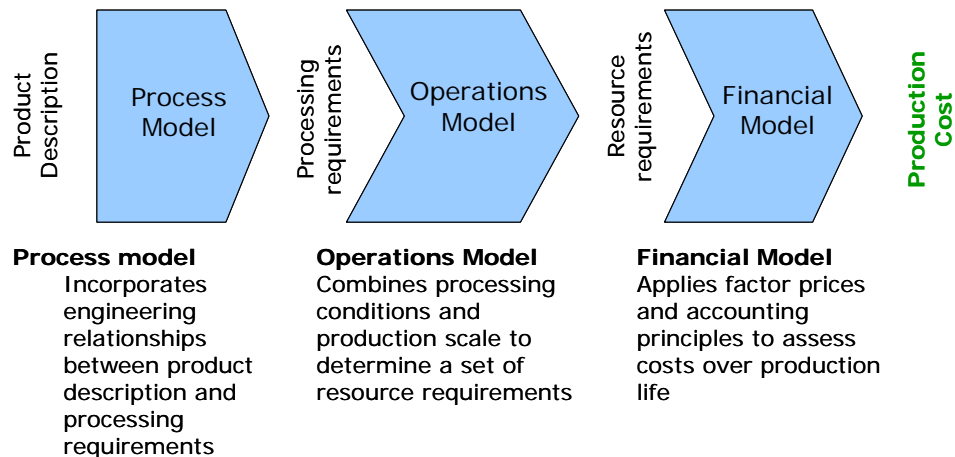 Product
Description
Process
Model
Processing
requirements
Operations
Model
Resource
requirements
Financial
Model
Production
Cost
Process model
Incorporates
engineering
relationships
between product
description and
processing
requirements
Operations Model
Combines processing
conditions and
production scale to
determine a set of
resource requirements
Financial Model
Applies factor prices
and accounting
principles to assess
costs over production
life